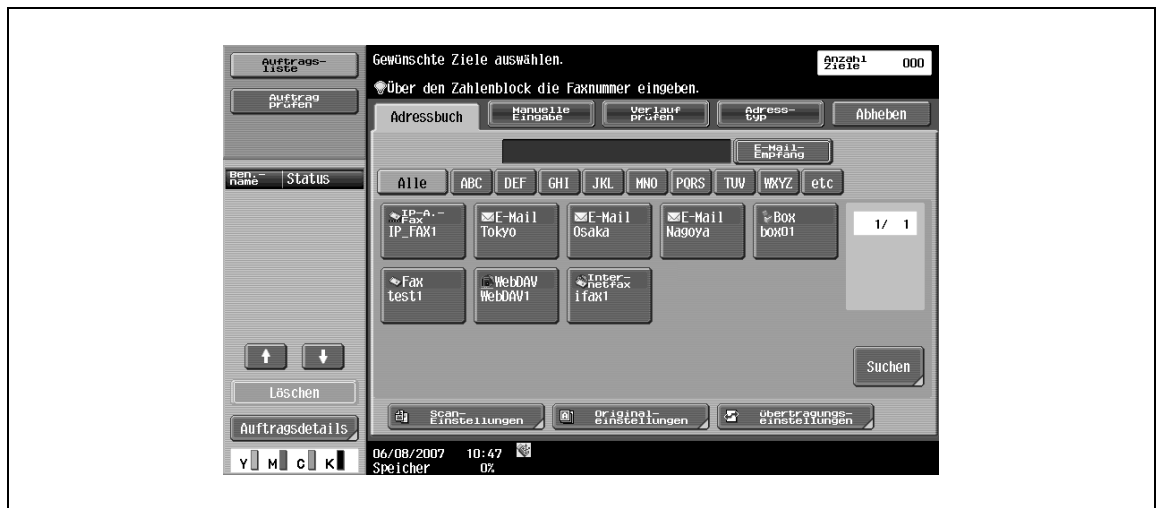 Auftrags-
liste
Auftrag
prüfen
Ben.-
name Status
Löschen
Auftragsdetails
Y M C K
Gewünschte Ziele auswählen.
Anzahl
Ziele 000
Über den Zahlenblock die Faxnummer eingeben.
Adressbuch
Manuelle
Eingabe
Verlauf
prüfen
Adress-
typ
Abheben
E-Mail-
Empfang
Alle ABC DEF GHI JKL MNO PQRS TUV WXYZ etc
IP-A.-
Fax
IP_FAX1
E-Mail
Tokyo
E-Mail
Osaka
E-Mail
Nagoya
Box
box01
1/ 1
Fax
test1
WebDAV
WebDAV1
Inter-
netfax
ifax1
Suchen
Scan-
Einstellungen
Original-
einstellungen
Übertragungs-
einstellungen
06/08/2007 10:47
Speicher 0%